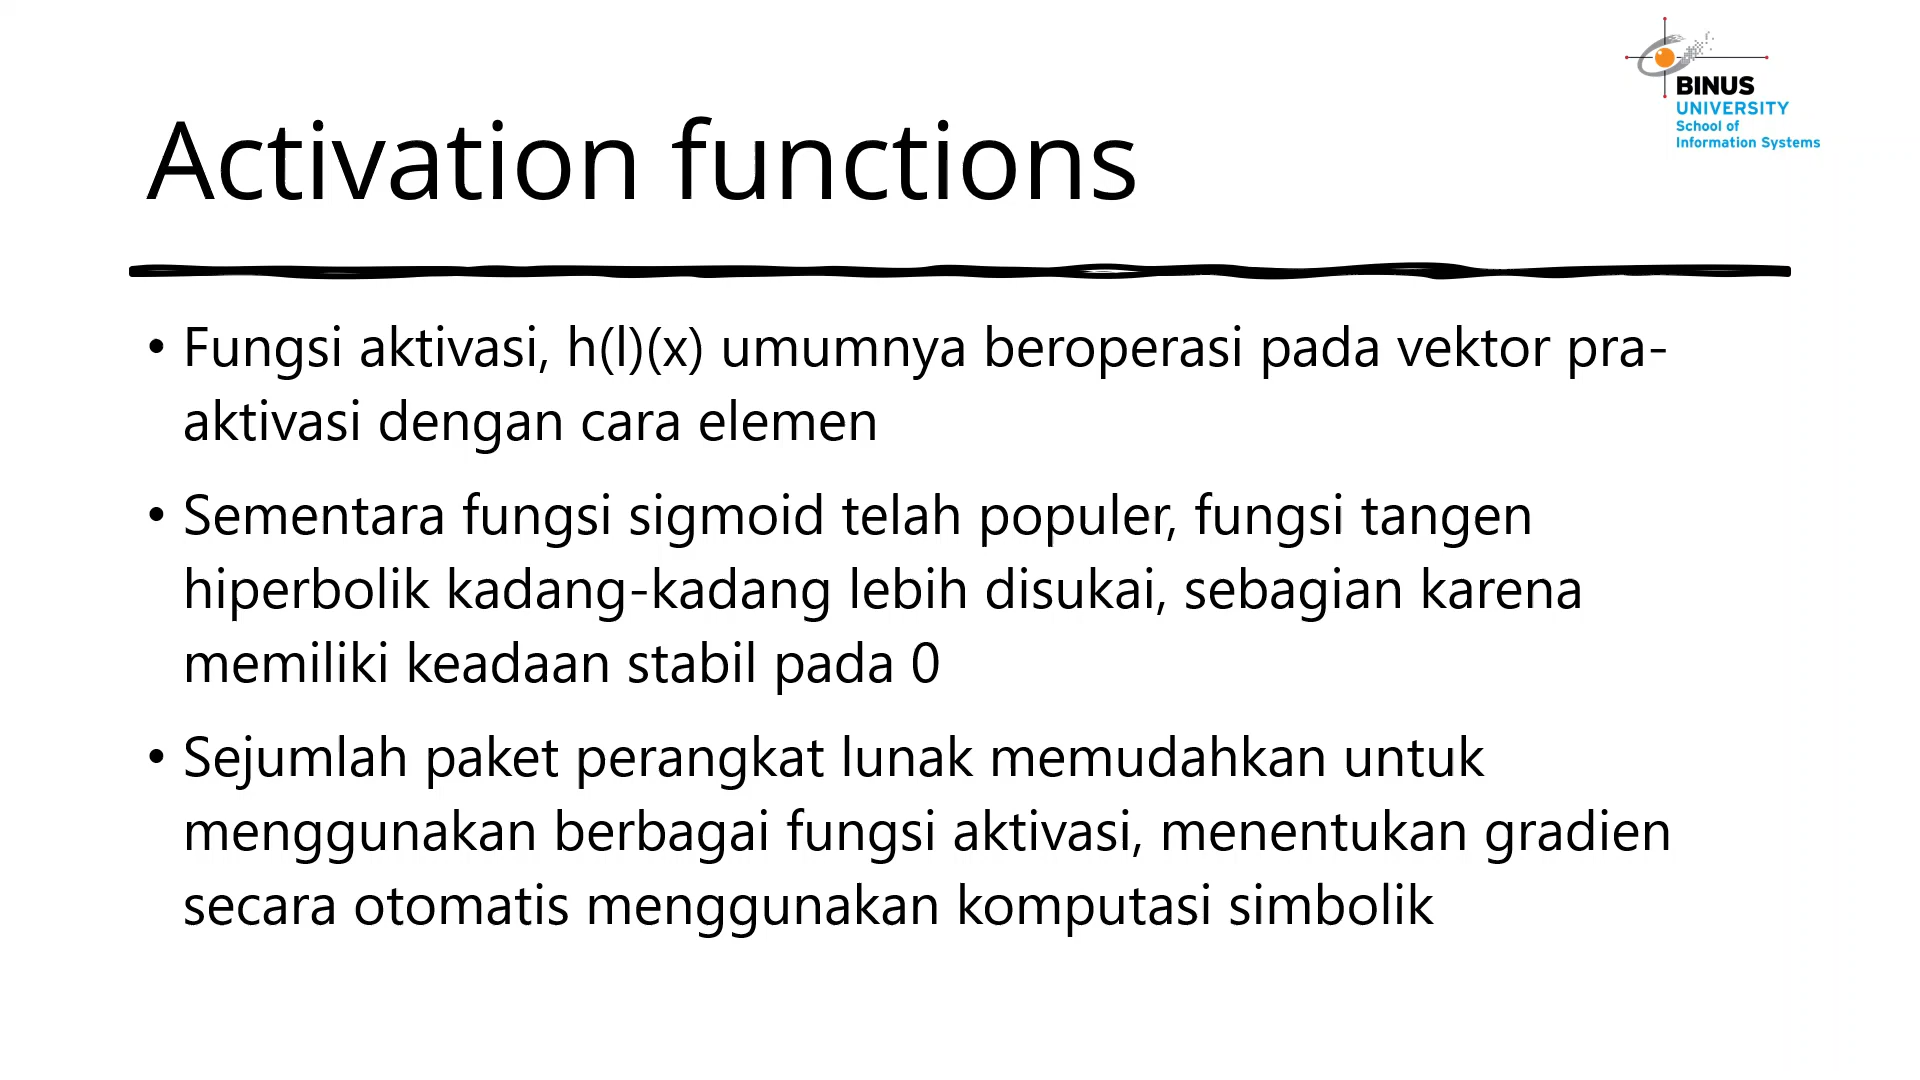 BINUS
UNIVERSITY
School of
Information Systems
Activation functions
• Fungsi aktivasi, h(l)(x) umumnya beroperasi pada vektor pra-
aktivasi dengan cara elemen
• Sementara fungsi sigmoid telah populer, fungsi tangen
hiperbolik kadang-kadang lebih disukai, sebagian karena
memiliki keadaan stabil pada 0
• Sejumlah paket perangkat lunak memudahkan untuk
menggunakan berbagai fungsi aktivasi, menentukan gradien
secara otomatis menggunakan komputasi simbolik